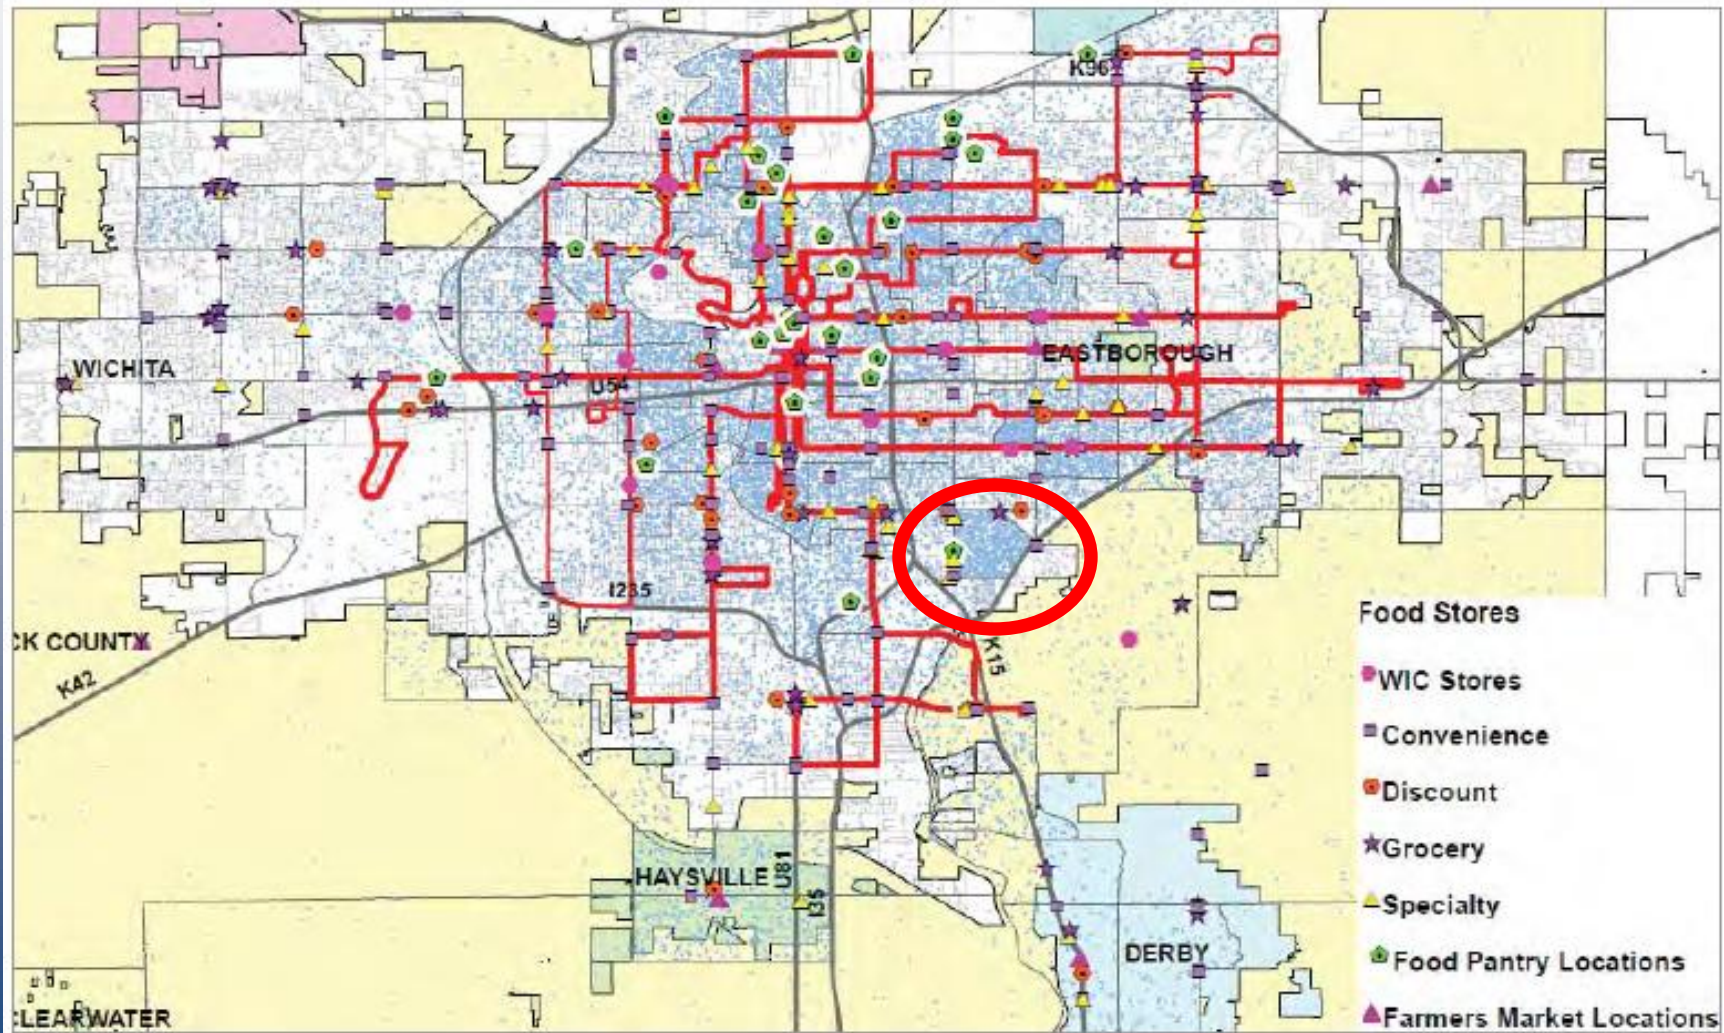 K96
WICHITA
EASTBOROUGH
U54
I235
CK COUNTY
K42
K15
HAYSVILLE
U81
I35
DERBY
CLEARWATER
Food Stores
WIC Stores
Convenience
Discount
Grocery
Specialty
Food Pantry Locations
Farmers Market Locations